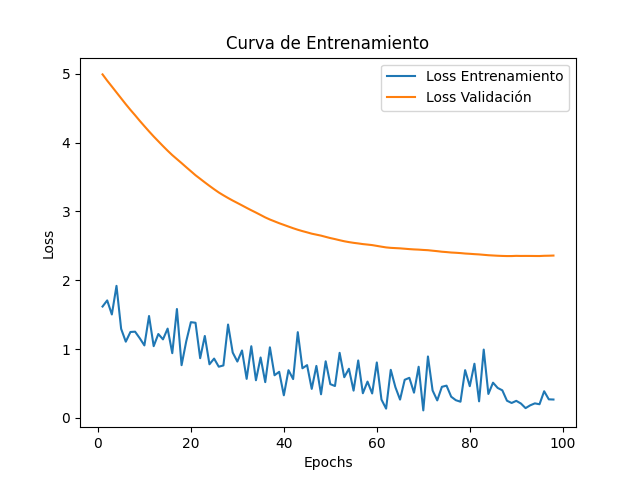 Curva de Entrenamiento
Loss Entrenamiento
Loss Validación
5
4
3
2
1
0
Loss
0 20 40 60 80 100
Epochs